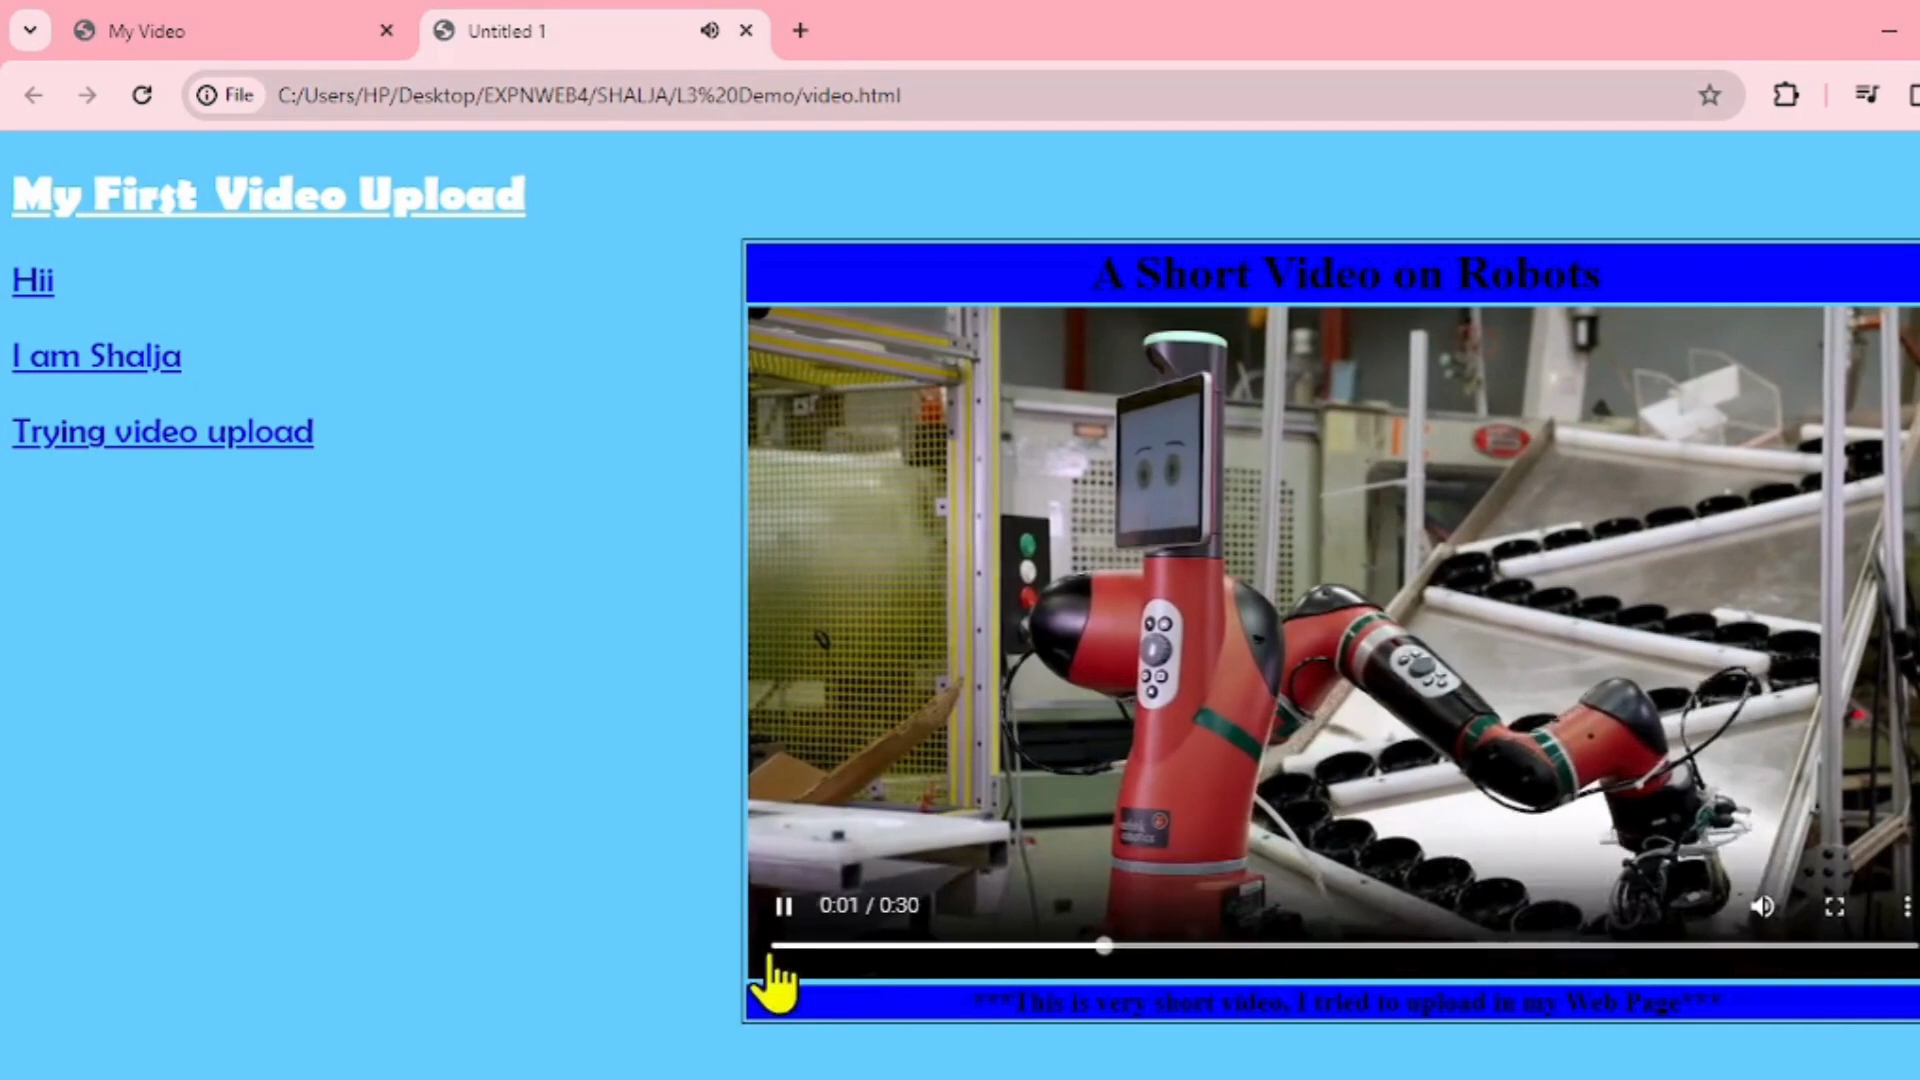 My Video
Untitled 1
File
C:/Users/HP/Desktop/EXPNWEB4/SHALJA/L3%20Demo/video.html
My First Video Upload
Hii
I am Shalja
Trying video upload
A Short Video on Robots
0:01 / 0:30
***This is very short video, I tried to upload in my Web Page***